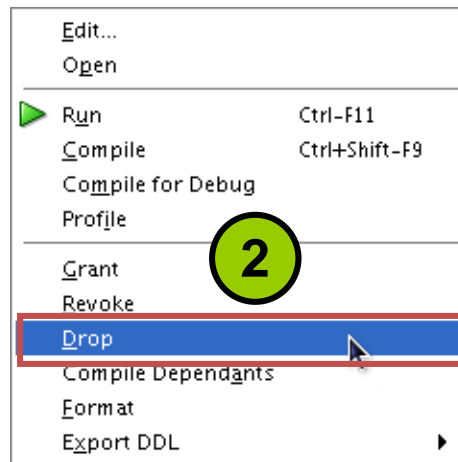 Edit...
Open
Run Ctrl-F11
Compile Ctrl+Shift-F9
Compile for Debug
Profile
2
Grant
Revoke
Drop
Compile Dependants
Format
Export DDL